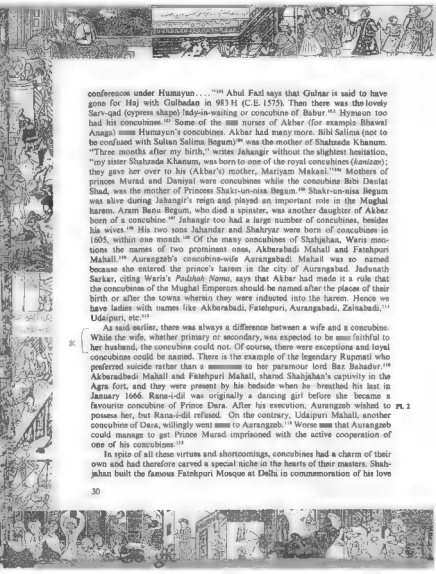 conferences under Humayun...."¹⁰¹ Abul Fazl says that Gulnar is said to have
gone for Haj with Gulbadan in 983 H (C.E. 1575). Then there was the lovely
Sarv-qad (cypress shape) lady-in-waiting or concubine of Babur.¹⁰² Hymaun too
had his concubines.¹⁰³ Some of the nurses of Akbar (for example Bhawal
Anaga) Humayun's concubines. Akbar had many more. Bibi Salima (not to
be confused with Sultan Salima Begum)¹⁰⁴ was the mother of Shahzada Khanum.
"Three months after my birth," writes Jahangir without the slightest hesitation,
"my sister Shahzada Khanum, was born to one of the royal concubines (kanizan);
they gave over to his (Akbar's) mother, Mariyam Makani."¹⁰⁵ Mothers of
princes Murad and Daniyal were concubines while the concubine Bibi Daulat
Shad, was the mother of Princess Shakr-un-nisa Begum.¹⁰⁶ Shakr-un-nisa Begum
was alive during Jahangir's reign and played an important role in the Mughal
harem. Aram Banu Begum, who died a spinster, was another daughter of Akbar
born of a concubine.¹⁰⁷ Jahangir too had a large number of concubines, besides
his wives.¹⁰⁸ His two sons Jahandar and Shahryar were born of concubines in
1605, within one month.¹⁰⁹ Of the many concubines of Shahjahan, Waris men-
tions the names of two prominent ones, Akbarabadi Mahall and Fatehpuri
Mahall.¹¹⁰ Aurangzeb's concubine-wife Aurangabadi Mahall was so named
because she entered the prince's harem in the city of Aurangabad. Jadunath
Sarkar, citing Waris's Padshah Nama, says that Akbar had made it a rule that
the concubines of the Mughal Emperors should be named after the places of their
birth or after the towns wherein they were inducted into the harem. Hence we
have ladies with names like Akbarabadi, Fatehpuri, Aurangabadi, Zainabadi,¹¹¹
Udaipuri, etc.¹¹²
As said earlier, there was always a difference between a wife and a concubine.
While the wife, whether primary or secondary, was expected to be faithful to
her husband, the concubine could not. Of course, there were exceptions and loyal
concubines could be named. There is the example of the legendary Rupmati who
preferred suicide rather than a to her paramour lord Baz Bahadur.¹¹³
Akbaradbadi Mahall and Fatehpuri Mahall, shared Shahjahan's captivity in the
Agra fort, and they were present by his bedside when he breathed his last in
January 1666. Rana-i-dil was originally a dancing girl before she became a
favourite concubine of Prince Dara. After his execution, Aurangzeb wished to PL 2
possess her, but Rana-i-dil refused. On the contrary, Udaipuri Mahall, another
concubine of Dara, willingly went to Aurangzeb.¹¹⁴ Worse that Aurangzeb
could manage to get Prince Murad imprisoned with the active cooperation of
one of his concubines.¹¹⁵
In spite of all these virtues and shortcomings, concubines had a charm of their
own and had therefore carved a special niche in the hearts of their masters. Shah-
jahan built the famous Fatehpuri Mosque at Delhi in commemoration of his love
30